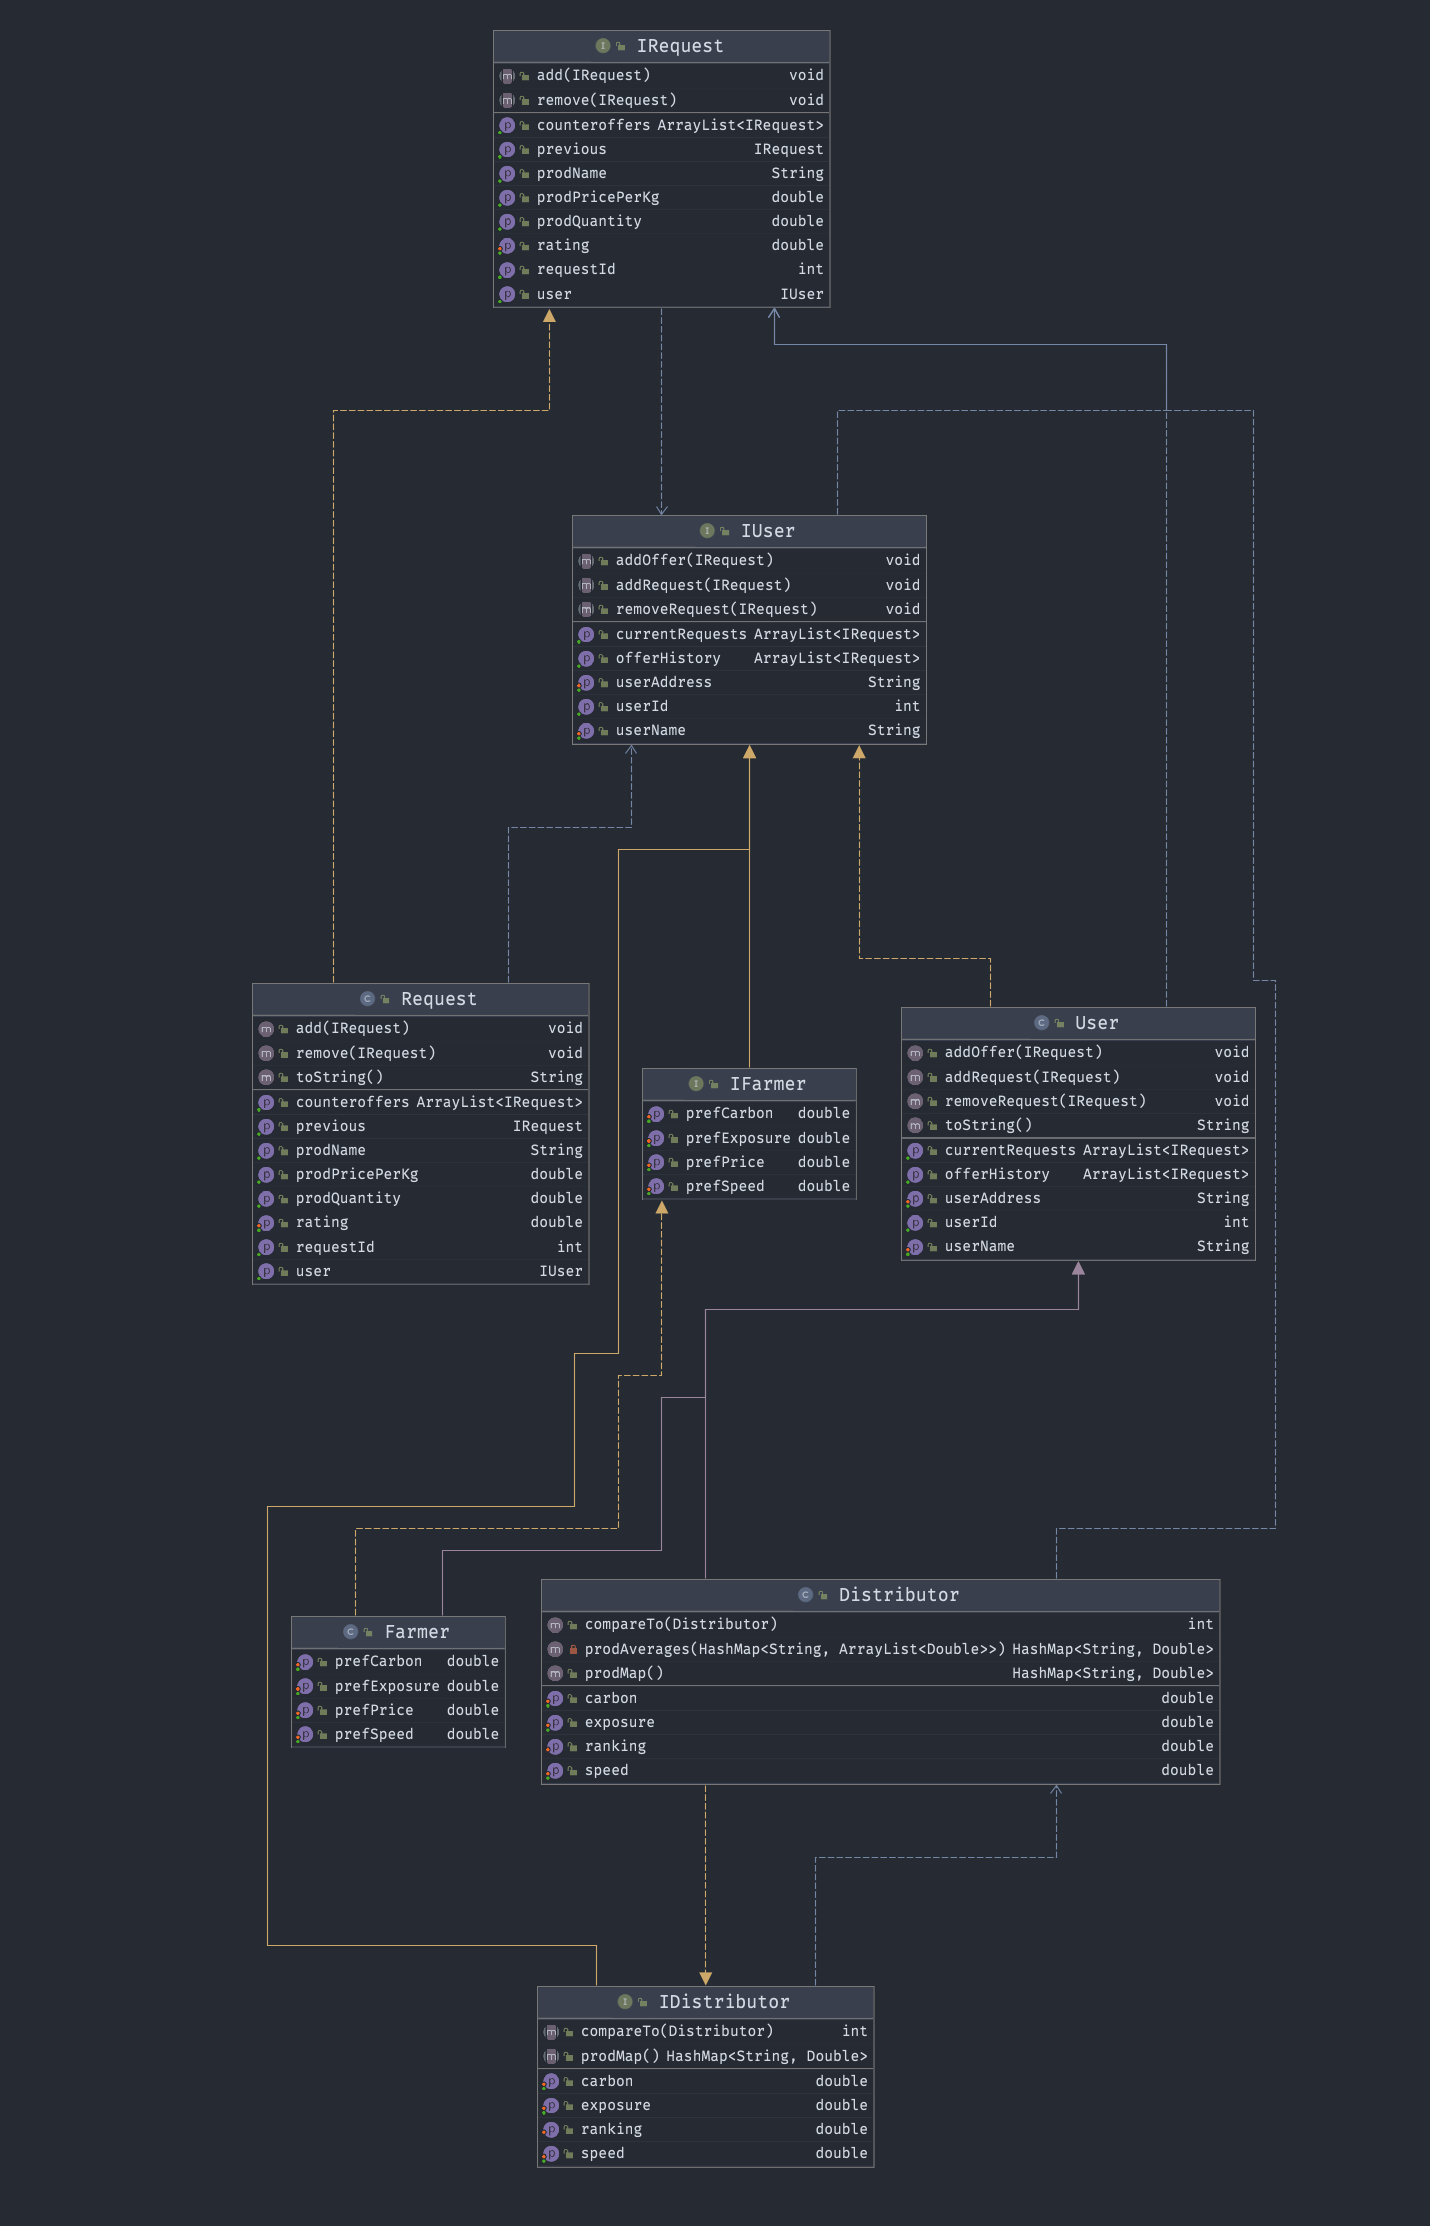 IRequest
add(IRequest) void
remove(IRequest) void
counteroffers ArrayList<IRequest>
previous IRequest
prodName String
prodPricePerKg double
prodQuantity double
rating double
requestId int
user IUser
IUser
addOffer(IRequest) void
addRequest(IRequest) void
removeRequest(IRequest) void
currentRequests ArrayList<IRequest>
offerHistory ArrayList<IRequest>
userAddress String
userId int
userName String
Request
add(IRequest) void
remove(IRequest) void
toString() String
counteroffers ArrayList<IRequest>
previous IRequest
prodName String
prodPricePerKg double
prodQuantity double
rating double
requestId int
user IUser
IFarmer
prefCarbon double
prefExposure double
prefPrice double
prefSpeed double
User
addOffer(IRequest) void
addRequest(IRequest) void
removeRequest(IRequest) void
toString() String
currentRequests ArrayList<IRequest>
offerHistory ArrayList<IRequest>
userAddress String
userId int
userName String
Farmer
prefCarbon double
prefExposure double
prefPrice double
prefSpeed double
Distributor
compareTo(Distributor) int
prodAverages(HashMap<String, ArrayList<Double>>) HashMap<String, Double>
prodMap() HashMap<String, Double>
carbon double
exposure double
ranking double
speed double
IDistributor
compareTo(Distributor) int
prodMap() HashMap<String, Double>
carbon double
exposure double
ranking double
speed double